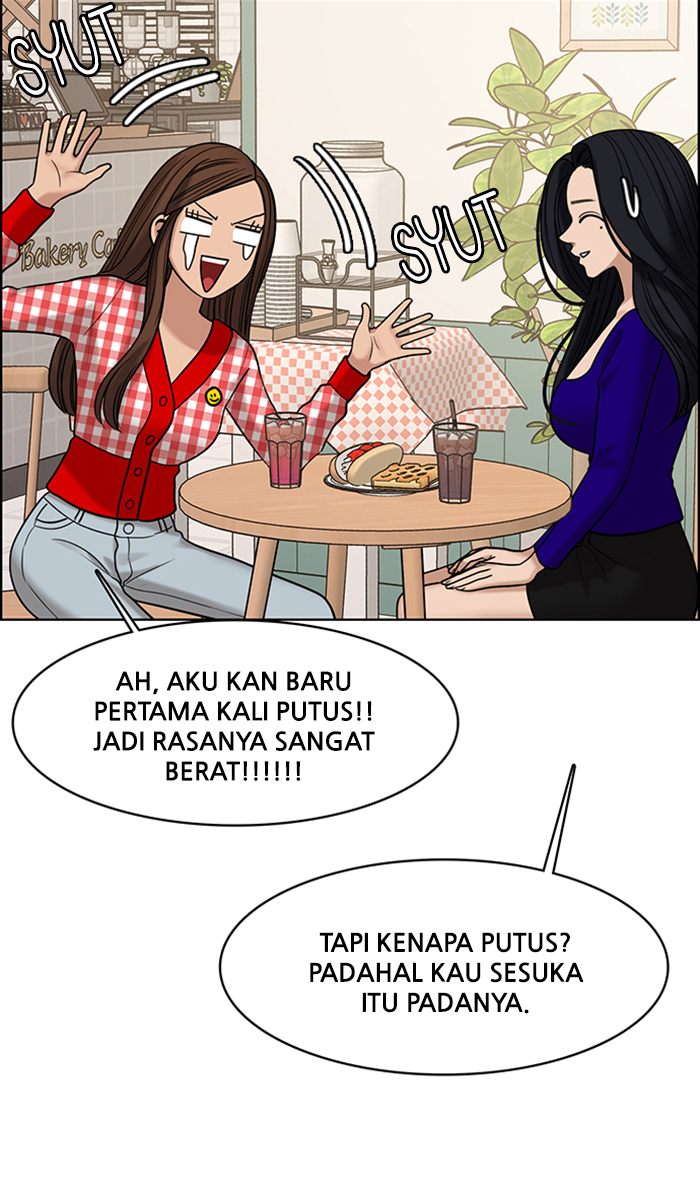 SYUT
Bakery Ca
SYUT
AH, AKU KAN BARU
PERTAMA KALI PUTUS!!
JADI RASANYA SANGAT
BERAT!!!!!!
TAPI KENAPA PUTUS?
PADAHAL KAU SESUKA
ITU PADANYA.